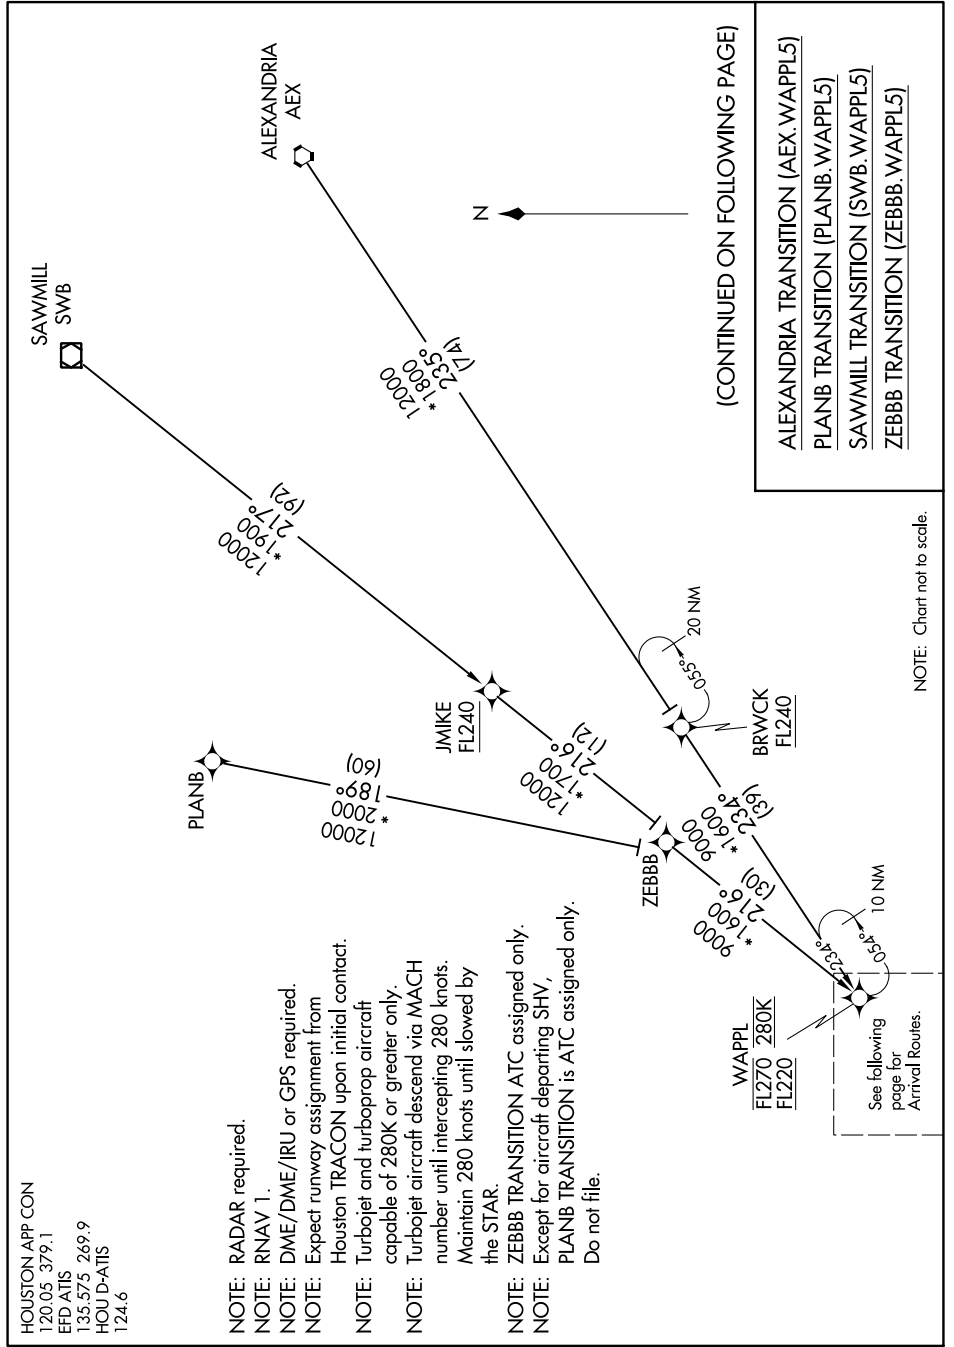 HOUSTON APP CON
120.05 379.1
EFD ATIS
135.575 269.9
HOU D-ATIS
124.6
NOTE: RADAR required.
NOTE: RNAV 1.
NOTE: DME/DME/IRU or GPS required.
NOTE: Expect runway assignment from
Houston TRACON upon initial contact.
NOTE: Turbojet and turboprop aircraft
capable of 280K or greater only.
NOTE: Turbojet aircraft descend via MACH
number until intercepting 280 knots.
Maintain 280 knots until slowed by
the STAR.
NOTE: ZEBBB TRANSITION ATC assigned only.
NOTE: Except for aircraft departing SHV,
PLANB TRANSITION is ATC assigned only.
Do not file.
SAWMILL
SWB
ALEXANDRIA
AEX
N
12000
*1900
217°
(92)
12000
*1800
235°
(74)
PLANB
12000
*2000
189°
(60)
JMIKE
FL240
12000
*1700
216°
(12)
ZEBBB
9000
*1600
216°
(30)
BRWCK
FL240
055°
20 NM
9000
*1600
234°
(39)
WAPPL
FL270 280K
FL220
234°
054°
10 NM
See following
page for
Arrival Routes.
NOTE: Chart not to scale.
(CONTINUED ON FOLLOWING PAGE)
ALEXANDRIA TRANSITION (AEX.WAPPL5)
PLANB TRANSITION (PLANB.WAPPL5)
SAWMILL TRANSITION (SWB.WAPPL5)
ZEBBB TRANSITION (ZEBBB.WAPPL5)